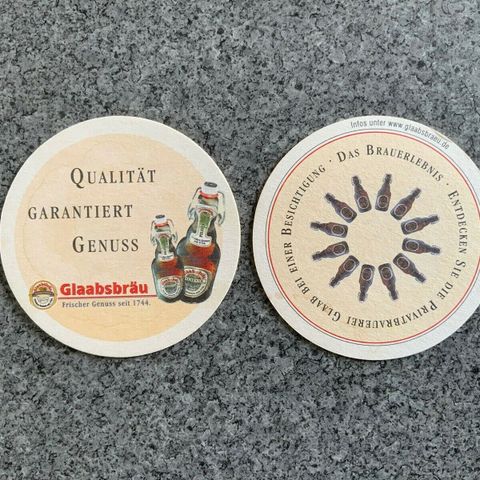 QUALITÄT
GARANTIERT
GENUSS
Glaabsbräu
Frischer Genuss seit 1744.
Infos unter www.glaabsbraeu.de
DAS BRAUERLEBNIS · ENTDECKEN SIE DIE PRIVATBRAUEREI GLAAB BEI EINER BESICHTIGUNG ·